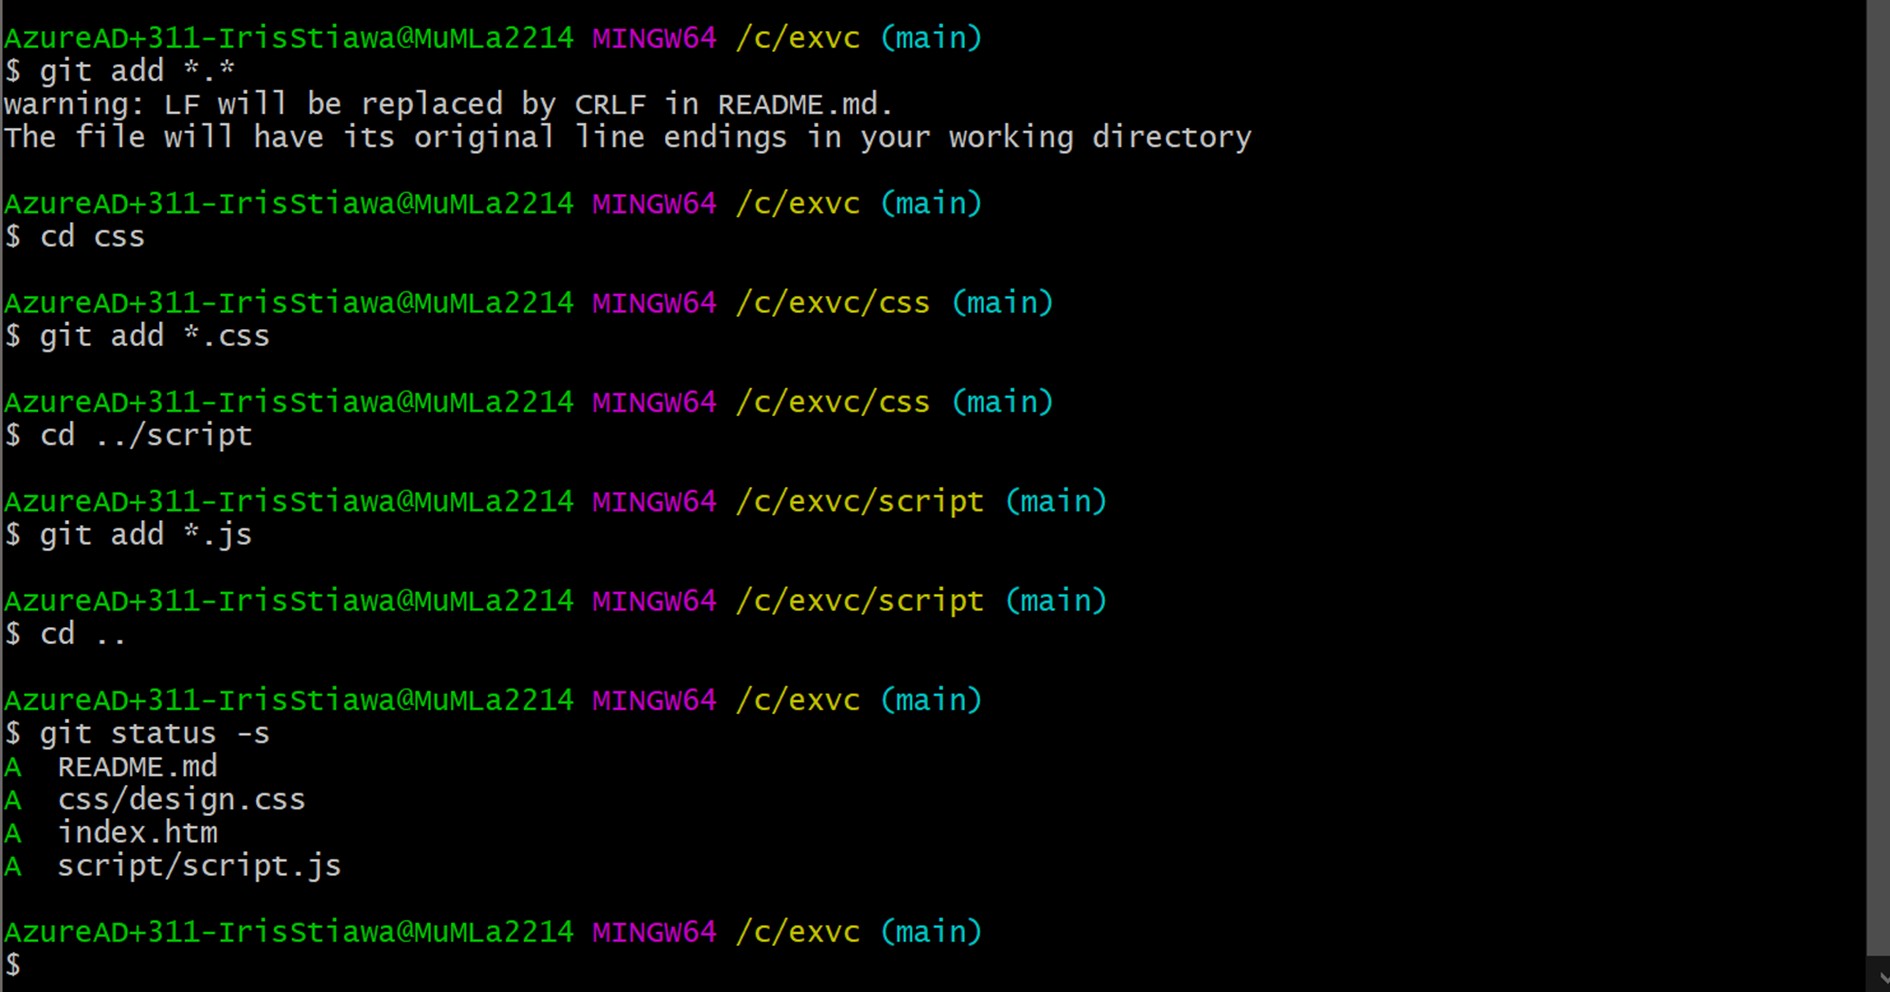 AzureAD+311-IrisStiawa@MuMLa2214 MINGW64 /c/exvc (main)
$ git add *.*
warning: LF will be replaced by CRLF in README.md.
The file will have its original line endings in your working directory
AzureAD+311-IrisStiawa@MuMLa2214 MINGW64 /c/exvc (main)
$ cd css
AzureAD+311-IrisStiawa@MuMLa2214 MINGW64 /c/exvc/css (main)
$ git add *.css
AzureAD+311-IrisStiawa@MuMLa2214 MINGW64 /c/exvc/css (main)
$ cd ../script
AzureAD+311-IrisStiawa@MuMLa2214 MINGW64 /c/exvc/script (main)
$ git add *.js
AzureAD+311-IrisStiawa@MuMLa2214 MINGW64 /c/exvc/script (main)
$ cd ..
AzureAD+311-IrisStiawa@MuMLa2214 MINGW64 /c/exvc (main)
$ git status -s
A  README.md
A  css/design.css
A  index.htm
A  script/script.js
AzureAD+311-IrisStiawa@MuMLa2214 MINGW64 /c/exvc (main)
$